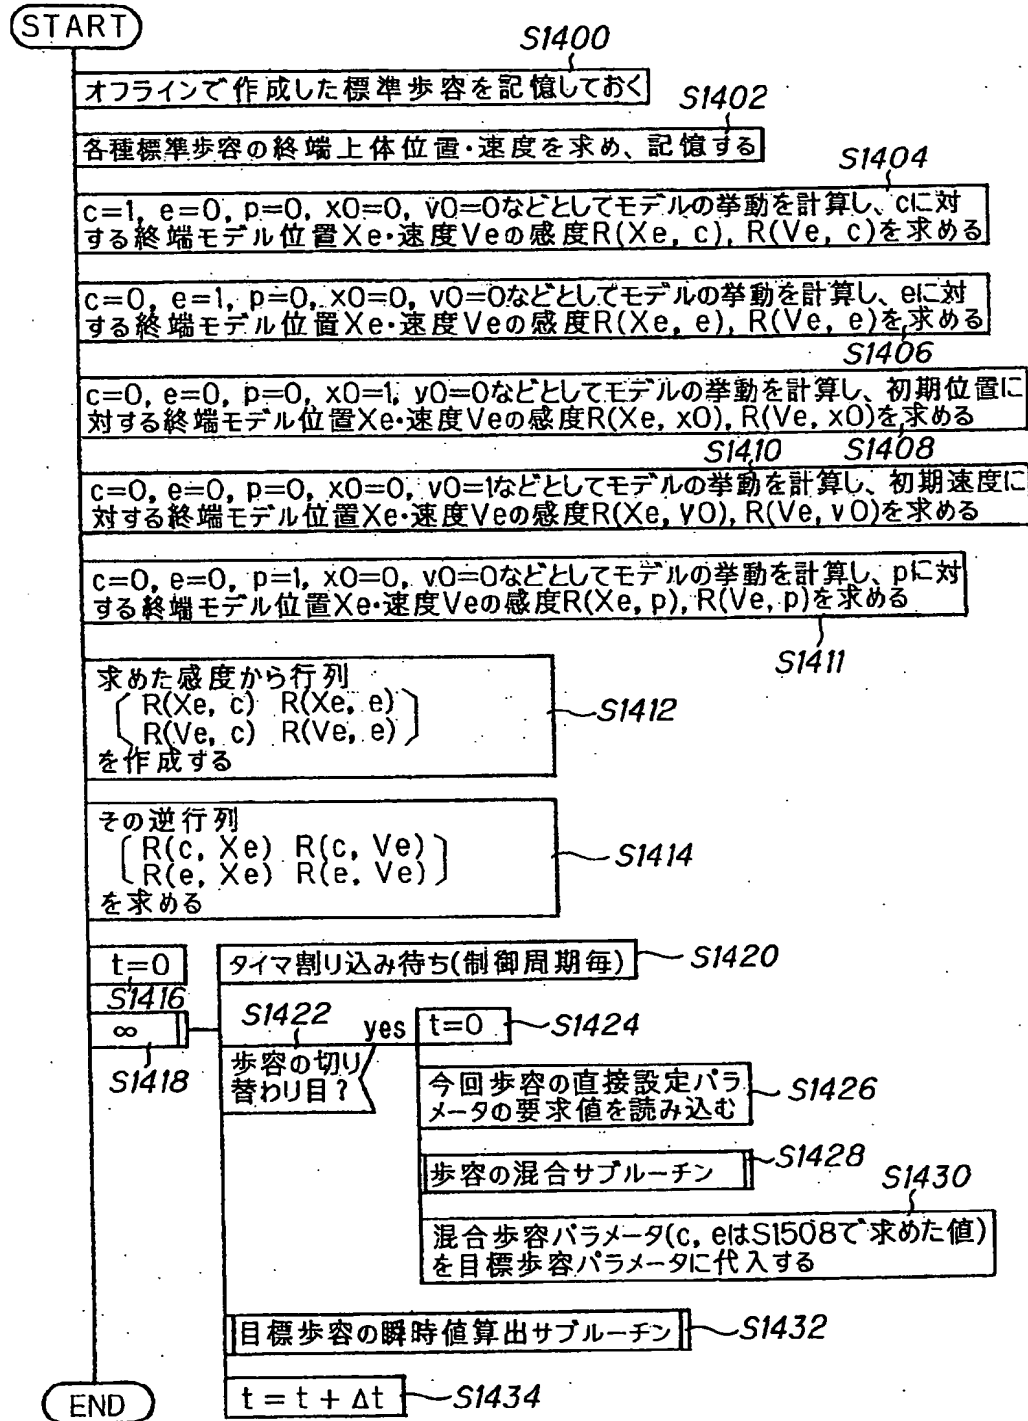 START
S1400
オフラインで作成した標準歩容を記憶しておく
S1402
各種標準歩容の終端上体位置・速度を求め、記憶する
S1404
c=1, e=0, p=0, x0=0, v0=0などとしてモデルの挙動を計算し、cに対
する終端モデル位置Xe・速度Veの感度R(Xe, c), R(Ve, c)を求める
c=0, e=1, p=0, x0=0, v0=0などとしてモデルの挙動を計算し、eに対
する終端モデル位置Xe・速度Veの感度R(Xe, e), R(Ve, e)を求める
S1406
c=0, e=0, p=0, x0=1, y0=0などとしてモデルの挙動を計算し、初期位置に
対する終端モデル位置Xe・速度Veの感度R(Xe, x0), R(Ve, x0)を求める
S1410 S1408
c=0, e=0, p=0, x0=0, v0=1などとしてモデルの挙動を計算し、初期速度に
対する終端モデル位置Xe・速度Veの感度R(Xe, y0), R(Ve, v0)を求める
c=0, e=0, p=1, x0=0, v0=0などとしてモデルの挙動を計算し、pに対
する終端モデル位置Xe・速度Veの感度R(Xe, p), R(Ve, p)を求める
S1411
求めた感度から行列
R(Xe, c) R(Xe, e)
R(Ve, c) R(Ve, e)
を作成する
S1412
その逆行列
R(c, Xe) R(c, Ve)
R(e, Xe) R(e, Ve)
を求める
S1414
t=0
S1416
タイマ割り込み待ち(制御周期毎)
S1420
∞
S1418
S1422
歩容の切り
替わり目?
yes
t=0
S1424
今回歩容の直接設定パラ
メータの要求値を読み込む
S1426
歩容の混合サブルーチン
S1428
S1430
混合歩容パラメータ(c, eはS1508で求めた値)
を目標歩容パラメータに代入する
目標歩容の瞬時値算出サブルーチン
S1432
t = t + Δt
S1434
END